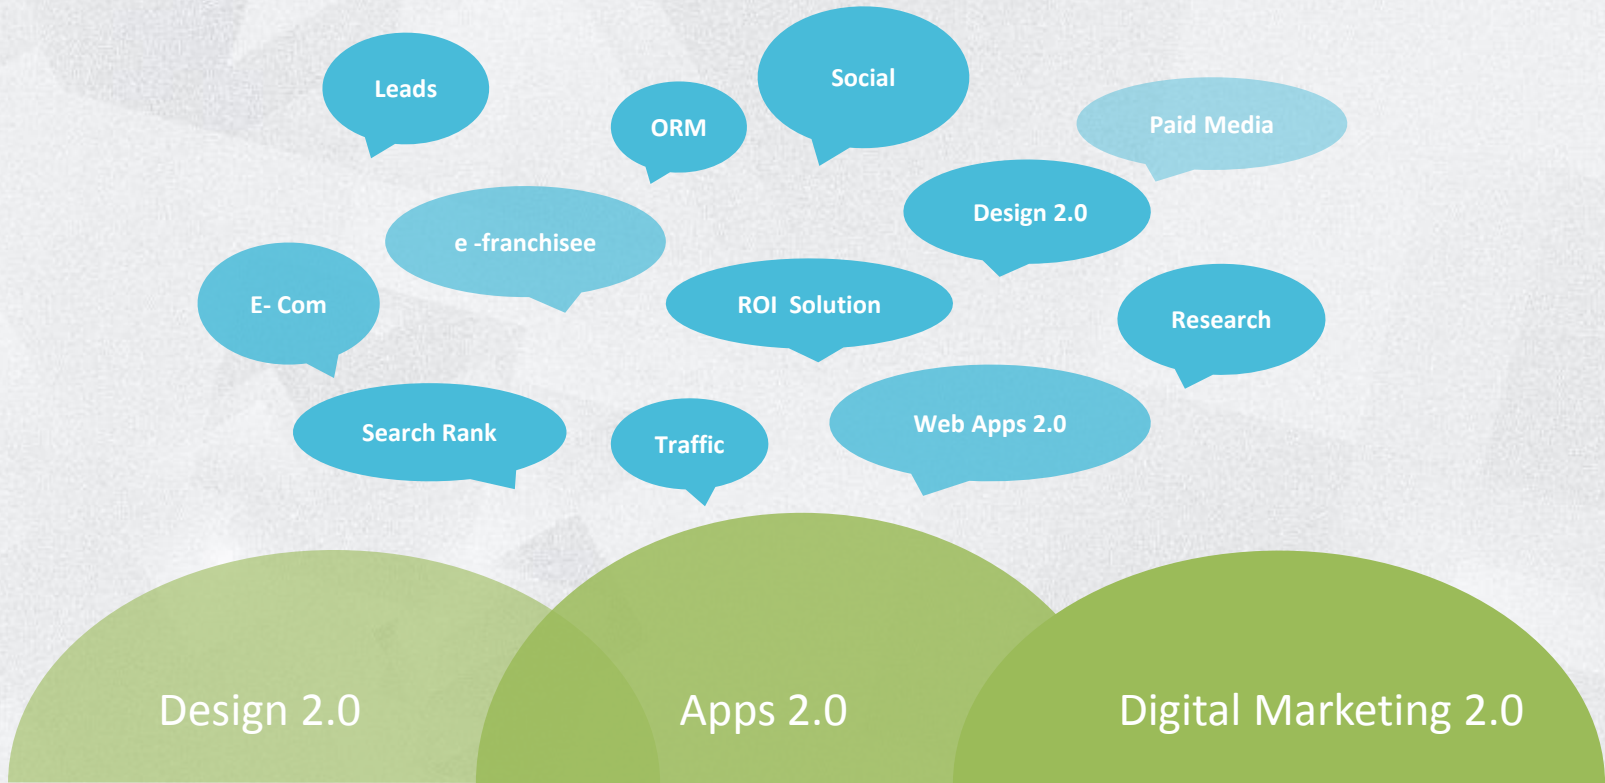 Social
Leads
ORM
Paid Media
Design 2.0
e -franchisee
E- Com
ROI  Solution
Research
Search Rank
Traffic
Web Apps 2.0
Design 2.0
Apps 2.0
Digital Marketing 2.0